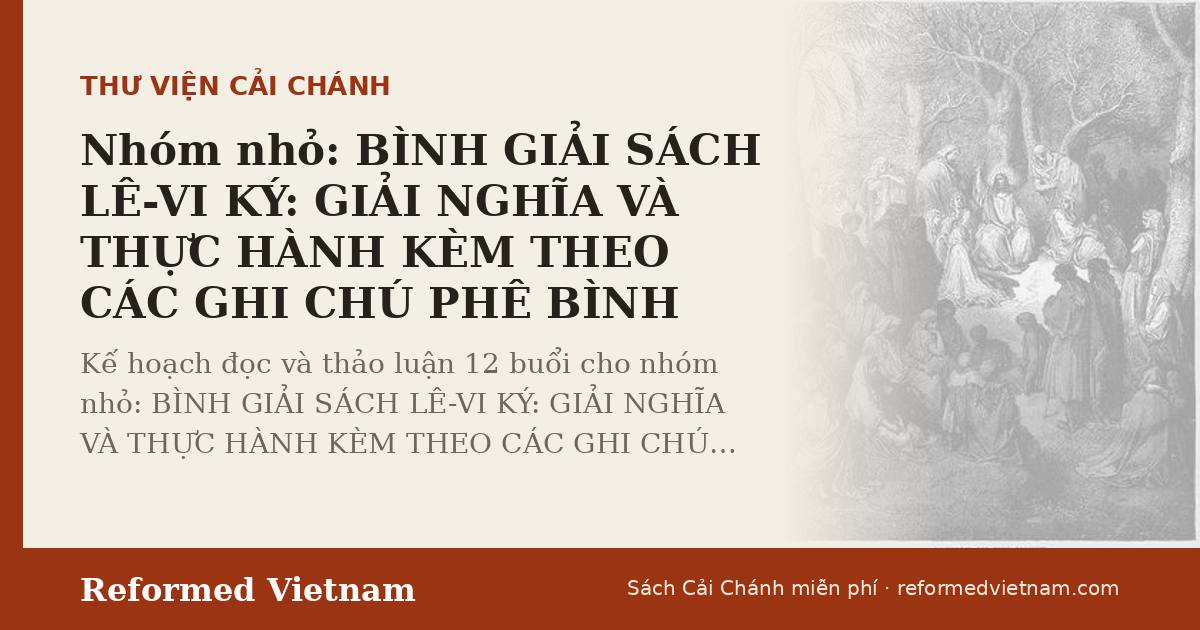 THƯ VIỆN CẢI CHÁNH
Nhóm nhỏ: BÌNH GIẢI SÁCH
LÊ-VI KÝ: GIẢI NGHĨA VÀ
THỰC HÀNH KÈM THEO
CÁC GHI CHÚ PHÊ BÌNH
Kế hoạch đọc và thảo luận 12 buổi cho nhóm
nhỏ: BÌNH GIẢI SÁCH LÊ-VI KÝ: GIẢI NGHĨA
VÀ THỰC HÀNH KÈM THEO CÁC GHI CHÚ...
Reformed Vietnam
Sách Cải Chánh miễn phí · reformedvietnam.com